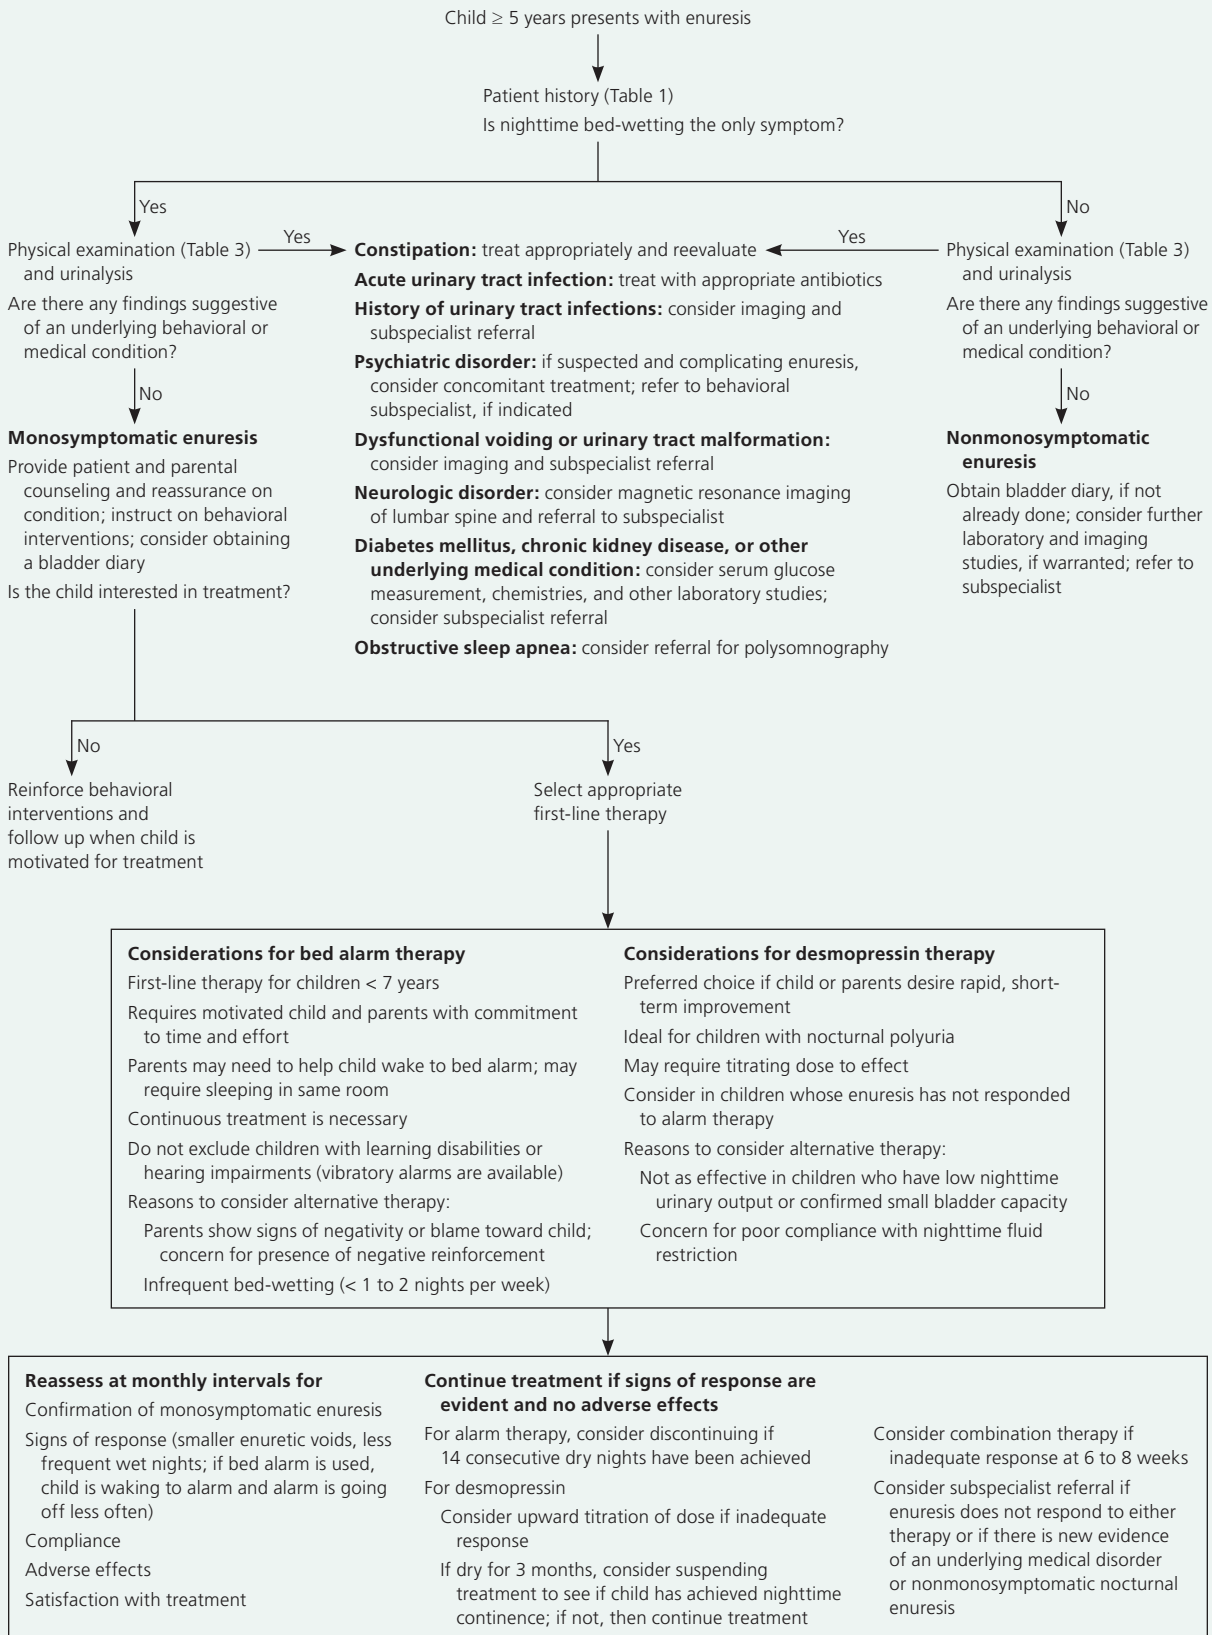 Child ≥ 5 years presents with enuresis
Patient history (Table 1)
Is nighttime bed-wetting the only symptom?
Yes
No
Physical examination (Table 3)
and urinalysis
Are there any findings suggestive
of an underlying behavioral or
medical condition?
Yes
No
Monosymptomatic enuresis
Provide patient and parental
counseling and reassurance on
condition; instruct on behavioral
interventions; consider obtaining
a bladder diary
Is the child interested in treatment?
Constipation: treat appropriately and reevaluate
Acute urinary tract infection: treat with appropriate antibiotics
History of urinary tract infections: consider imaging and
subspecialist referral
Psychiatric disorder: if suspected and complicating enuresis,
consider concomitant treatment; refer to behavioral
subspecialist, if indicated
Dysfunctional voiding or urinary tract malformation:
consider imaging and subspecialist referral
Neurologic disorder: consider magnetic resonance imaging
of lumbar spine and referral to subspecialist
Diabetes mellitus, chronic kidney disease, or other
underlying medical condition: consider serum glucose
measurement, chemistries, and other laboratory studies;
consider subspecialist referral
Obstructive sleep apnea: consider referral for polysomnography
Yes
Physical examination (Table 3)
and urinalysis
Are there any findings suggestive
of an underlying behavioral or
medical condition?
No
Nonmonosymptomatic
enuresis
Obtain bladder diary, if not
already done; consider further
laboratory and imaging
studies, if warranted; refer to
subspecialist
No
Yes
Reinforce behavioral
interventions and
follow up when child is
motivated for treatment
Select appropriate
first-line therapy
Considerations for bed alarm therapy
First-line therapy for children < 7 years
Requires motivated child and parents with commitment
to time and effort
Parents may need to help child wake to bed alarm; may
require sleeping in same room
Continuous treatment is necessary
Do not exclude children with learning disabilities or
hearing impairments (vibratory alarms are available)
Reasons to consider alternative therapy:
Parents show signs of negativity or blame toward child;
concern for presence of negative reinforcement
Infrequent bed-wetting (< 1 to 2 nights per week)
Considerations for desmopressin therapy
Preferred choice if child or parents desire rapid, short-
term improvement
Ideal for children with nocturnal polyuria
May require titrating dose to effect
Consider in children whose enuresis has not responded
to alarm therapy
Reasons to consider alternative therapy:
Not as effective in children who have low nighttime
urinary output or confirmed small bladder capacity
Concern for poor compliance with nighttime fluid
restriction
Reassess at monthly intervals for
Confirmation of monosymptomatic enuresis
Signs of response (smaller enuretic voids, less
frequent wet nights; if bed alarm is used,
child is waking to alarm and alarm is going
off less often)
Compliance
Adverse effects
Satisfaction with treatment
Continue treatment if signs of response are
evident and no adverse effects
For alarm therapy, consider discontinuing if
14 consecutive dry nights have been achieved
For desmopressin
Consider upward titration of dose if inadequate
response
If dry for 3 months, consider suspending
treatment to see if child has achieved nighttime
continence; if not, then continue treatment
Consider combination therapy if
inadequate response at 6 to 8 weeks
Consider subspecialist referral if
enuresis does not respond to either
therapy or if there is new evidence
of an underlying medical disorder
or nonmonosymptomatic nocturnal
enuresis